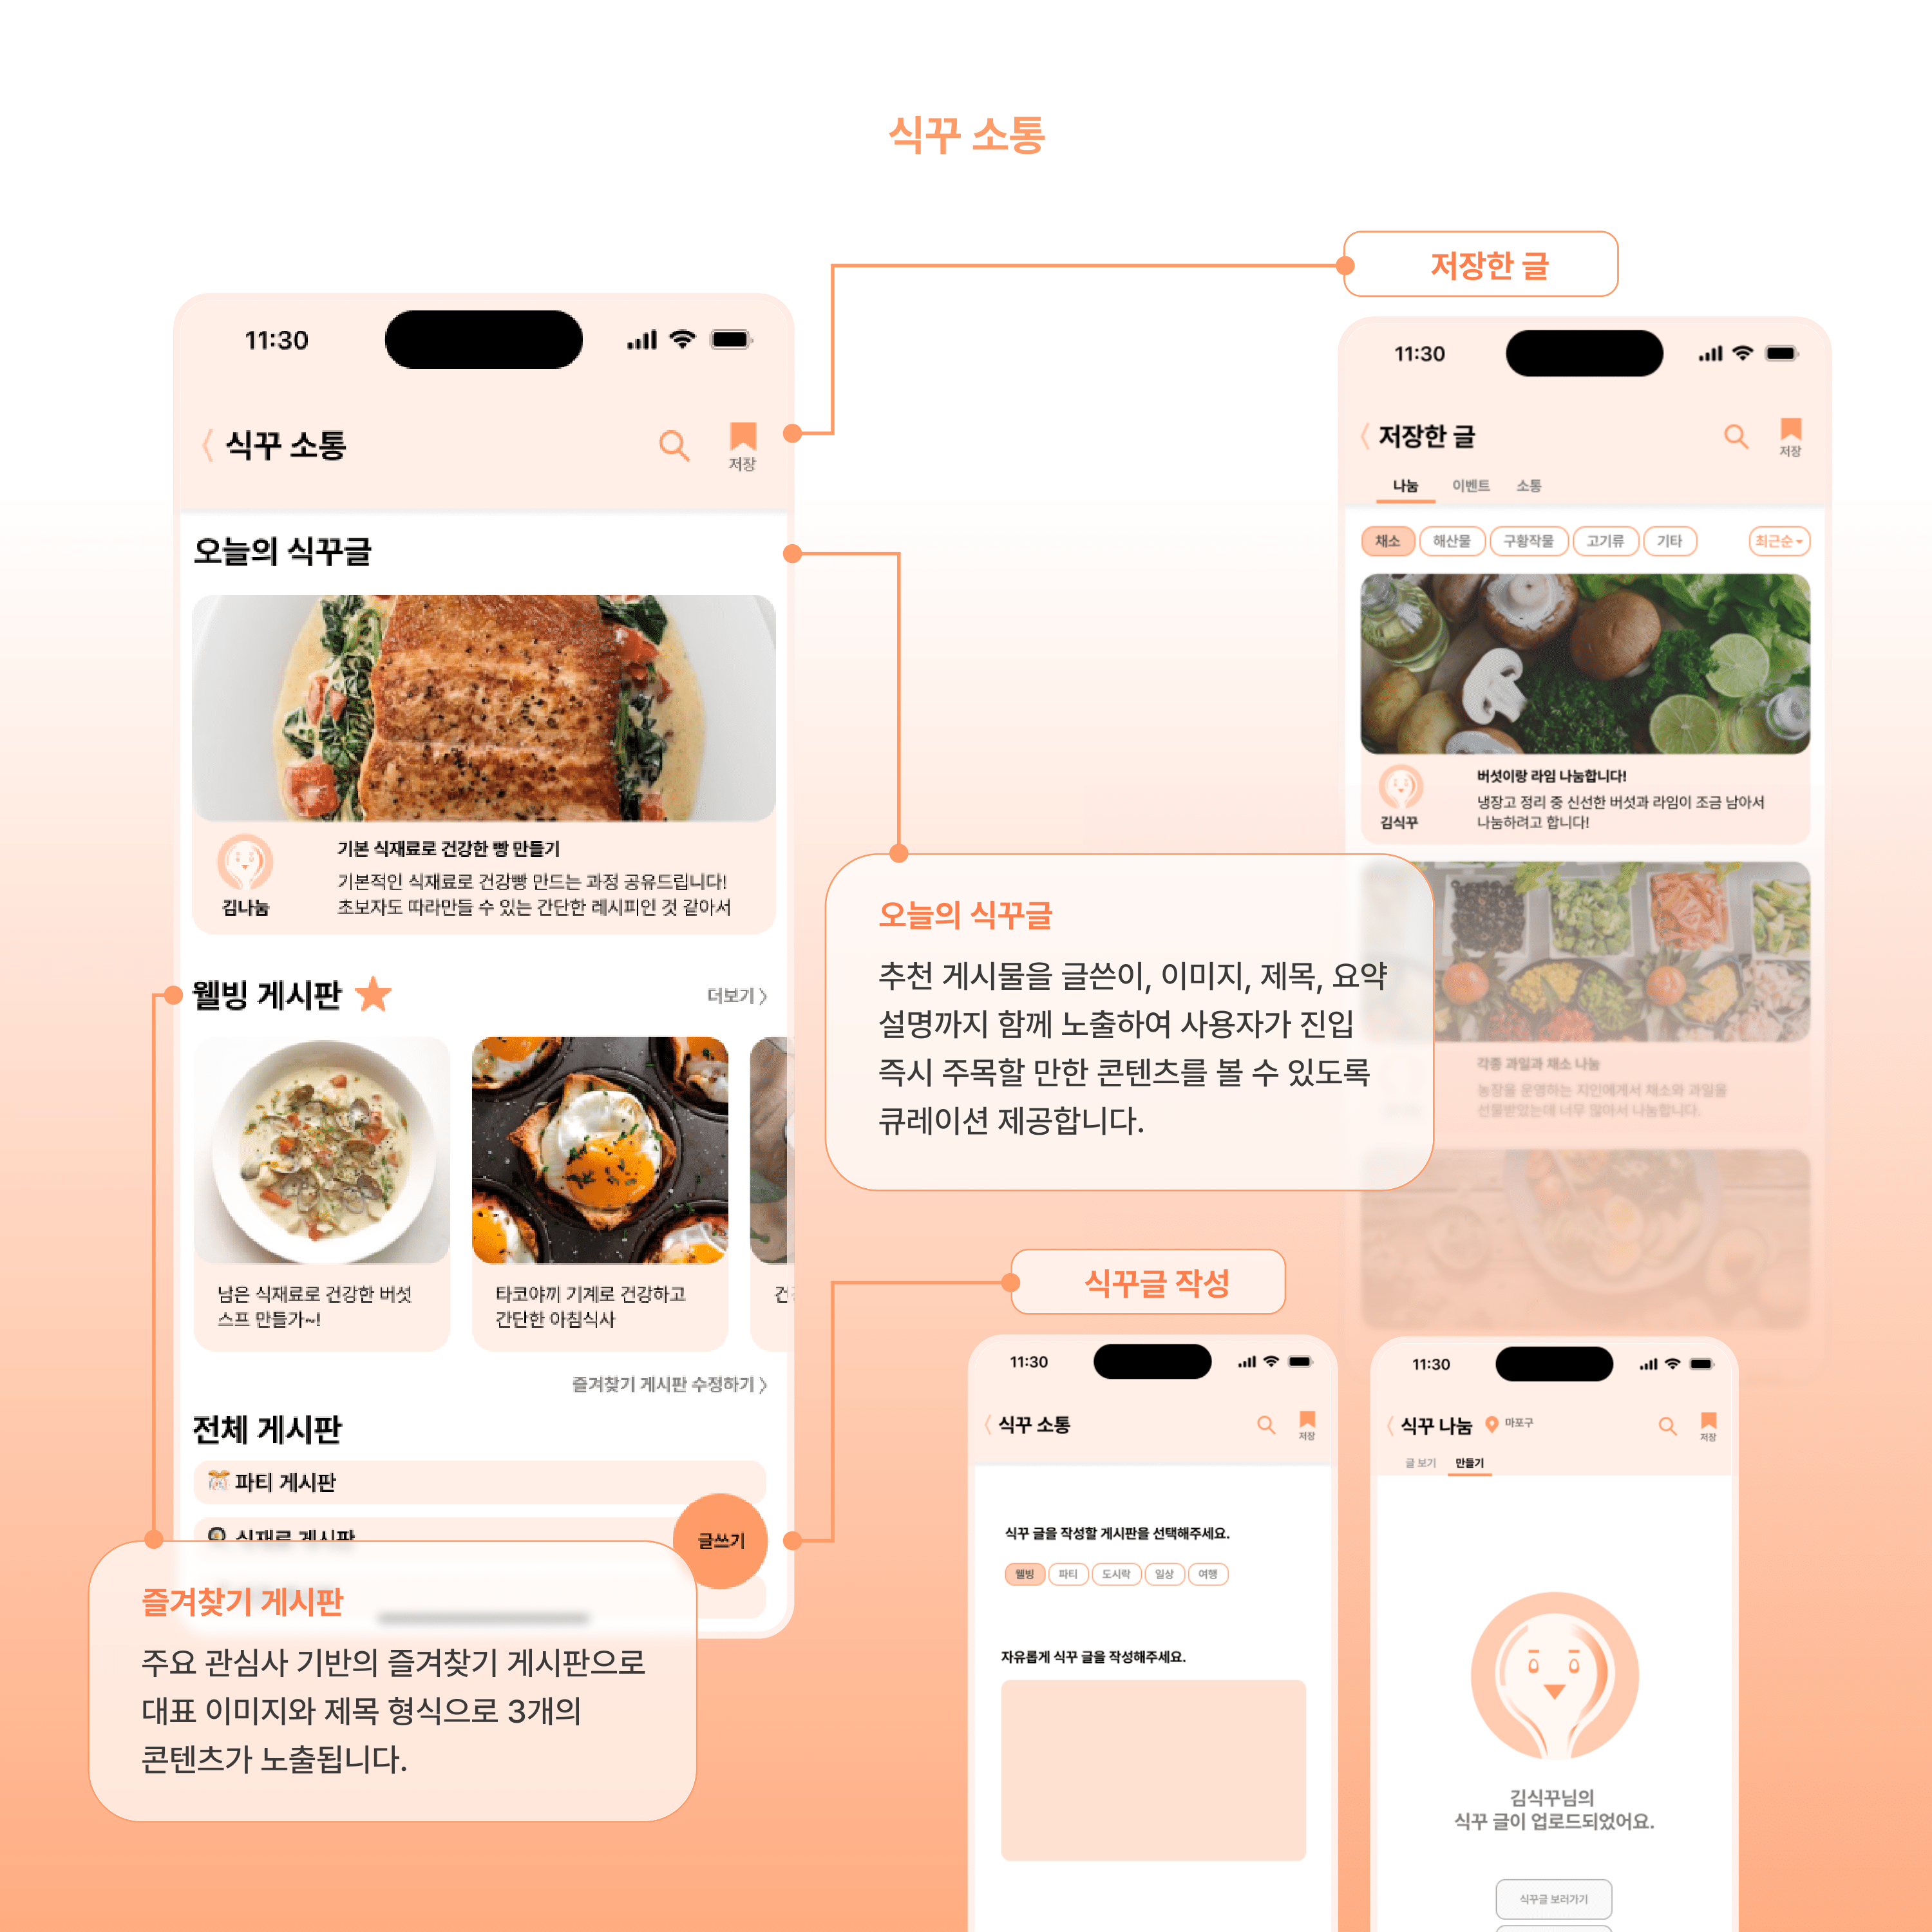 식꾸 소통
저장한 글
11:30
식꾸 소통
저장
오늘의 식꾸글
기본 식재료로 건강한 빵 만들기
기본적인 식재료로 건강빵 만드는 과정 공유드립니다!
초보자도 따라만들 수 있는 간단한 레시피인 것 같아서
김나눔
웰빙 게시판
더보기
남은 식재료로 건강한 버섯
스프 만들가~!
타코야끼 기계로 건강하고
간단한 아침식사
즐겨찾기 게시판 수정하기
전체 게시판
파티 게시판
식재료 게시판
글쓰기
즐겨찾기 게시판
주요 관심사 기반의 즐겨찾기 게시판으로
대표 이미지와 제목 형식으로 3개의
콘텐츠가 노출됩니다.
11:30
저장한 글
저장
나눔 이벤트 소통
채소 해산물 구황작물 고기류 기타 최근순
버섯이랑 라임 나눔합니다!
냉장고 정리 중 신선한 버섯과 라임이 조금 남아서
나눔하려고 합니다!
김식꾸
각종 과일과 채소 나눔
농장을 운영하는 지인에게서 채소와 과일을
선물받았는데 너무 많아서 나눔합니다.
오늘의 식꾸글
추천 게시물을 글쓴이, 이미지, 제목, 요약
설명까지 함께 노출하여 사용자가 진입
즉시 주목할 만한 콘텐츠를 볼 수 있도록
큐레이션 제공합니다.
식꾸글 작성
11:30
식꾸 소통
저장
식꾸 글을 작성할 게시판을 선택해주세요.
웰빙 파티 도시락 일상 여행
자유롭게 식꾸 글을 작성해주세요.
11:30
식꾸 나눔 마포구
저장
글 보기 만들기
김식꾸님의
식꾸 글이 업로드되었어요.
식꾸글 보러가기